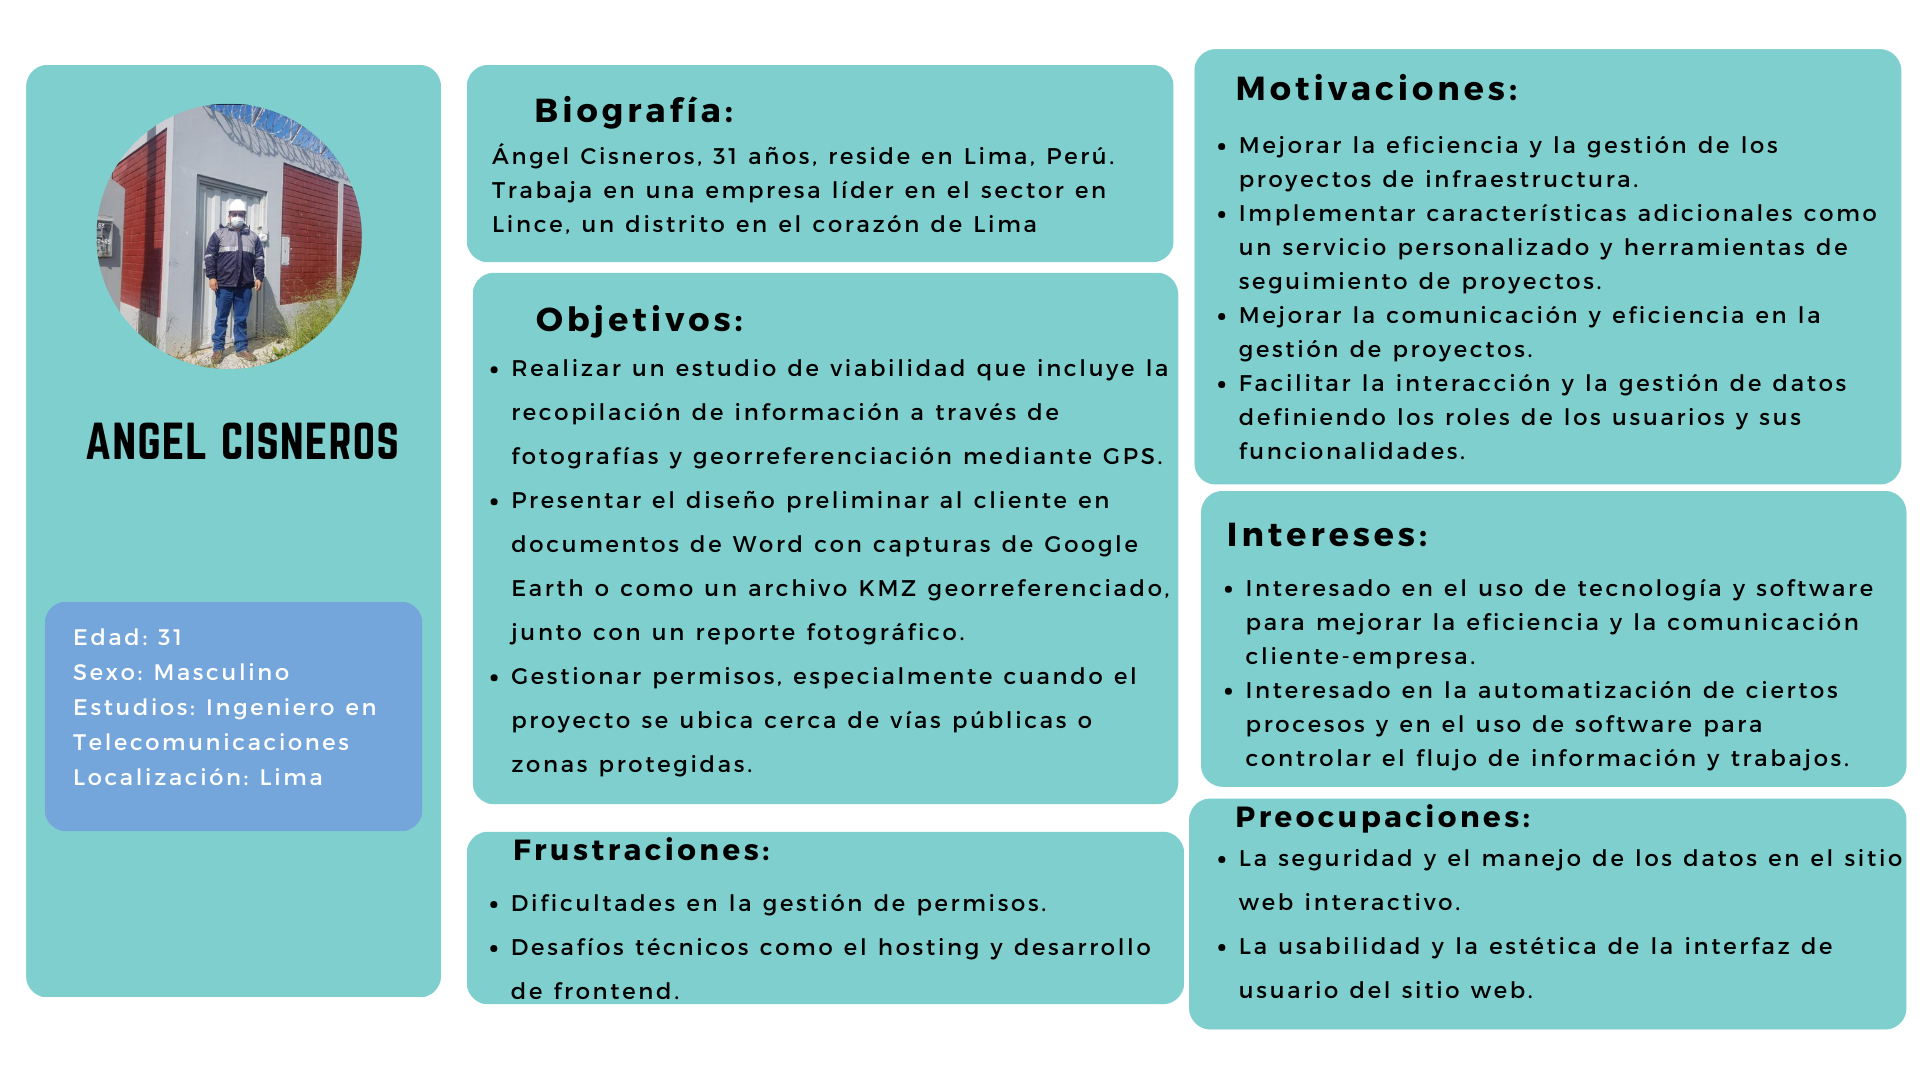 ANGEL CISNEROS
Edad: 31
Sexo: Masculino
Estudios: Ingeniero en
Telecomunicaciones
Localización: Lima
Biografía:
Ángel Cisneros, 31 años, reside en Lima, Perú.
Trabaja en una empresa líder en el sector en
Lince, un distrito en el corazón de Lima
Objetivos:
• Realizar un estudio de viabilidad que incluye la
recopilación de información a través de
fotografías y georreferenciación mediante GPS.
• Presentar el diseño preliminar al cliente en
documentos de Word con capturas de Google
Earth o como un archivo KMZ georreferenciado,
junto con un reporte fotográfico.
• Gestionar permisos, especialmente cuando el
proyecto se ubica cerca de vías públicas o
zonas protegidas.
Frustraciones:
• Dificultades en la gestión de permisos.
• Desafíos técnicos como el hosting y desarrollo
de frontend.
Motivaciones:
• Mejorar la eficiencia y la gestión de los
proyectos de infraestructura.
• Implementar características adicionales como
un servicio personalizado y herramientas de
seguimiento de proyectos.
• Mejorar la comunicación y eficiencia en la
gestión de proyectos.
• Facilitar la interacción y la gestión de datos
definiendo los roles de los usuarios y sus
funcionalidades.
Intereses:
• Interesado en el uso de tecnología y software
para mejorar la eficiencia y la comunicación
cliente-empresa.
• Interesado en la automatización de ciertos
procesos y en el uso de software para
controlar el flujo de información y trabajos.
Preocupaciones:
• La seguridad y el manejo de los datos en el sitio
web interactivo.
• La usabilidad y la estética de la interfaz de
usuario del sitio web.